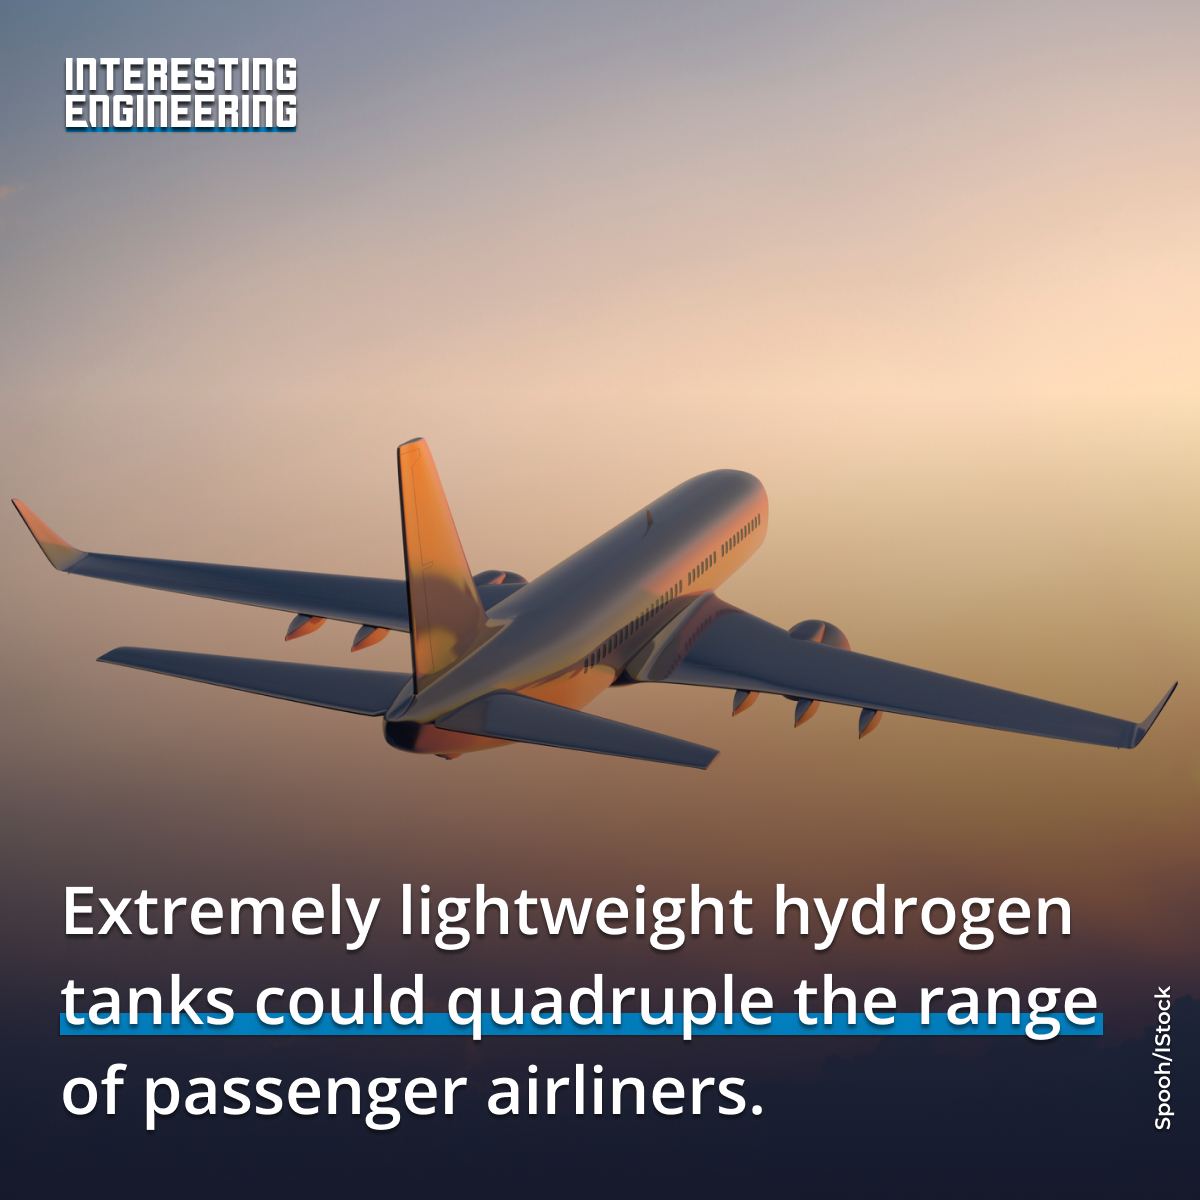 INTERESTING
ENGINEERING
Extremely lightweight hydrogen
tanks could quadruple the range
of passenger airliners.
Spooh/IStock